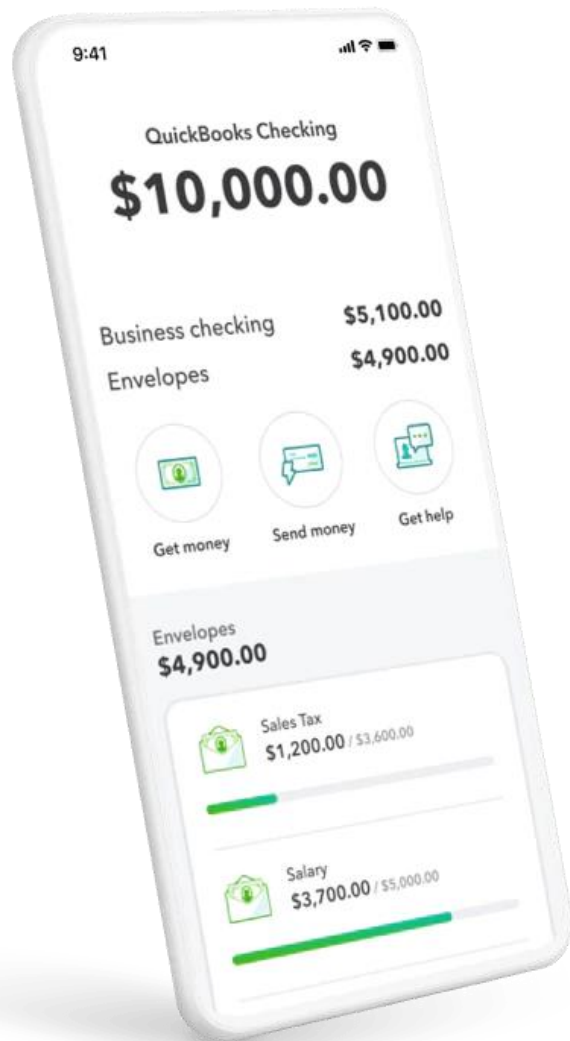 9:41
QuickBooks Checking
$10,000.00
Business checking $5,100.00
Envelopes $4,900.00
Get money Send money Get help
Envelopes
$4,900.00
Sales Tax
$1,200.00 / $3,600.00
Salary
$3,700.00 / $5,000.00